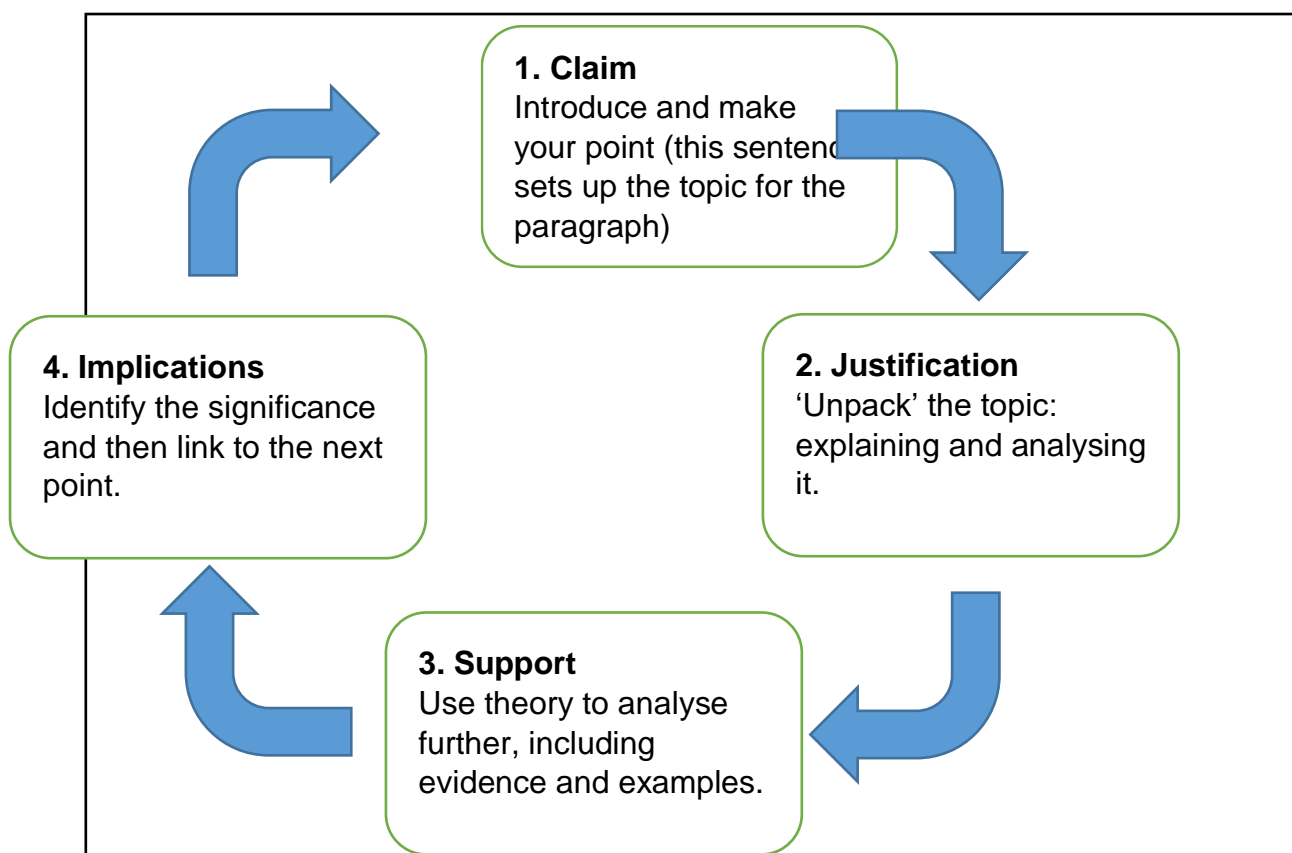 1. Claim
Introduce and make
your point (this sentenc
sets up the topic for the
paragraph)
2. Justification
‘Unpack’ the topic:
explaining and analysing
it.
3. Support
Use theory to analyse
further, including
evidence and examples.
4. Implications
Identify the significance
and then link to the next
point.